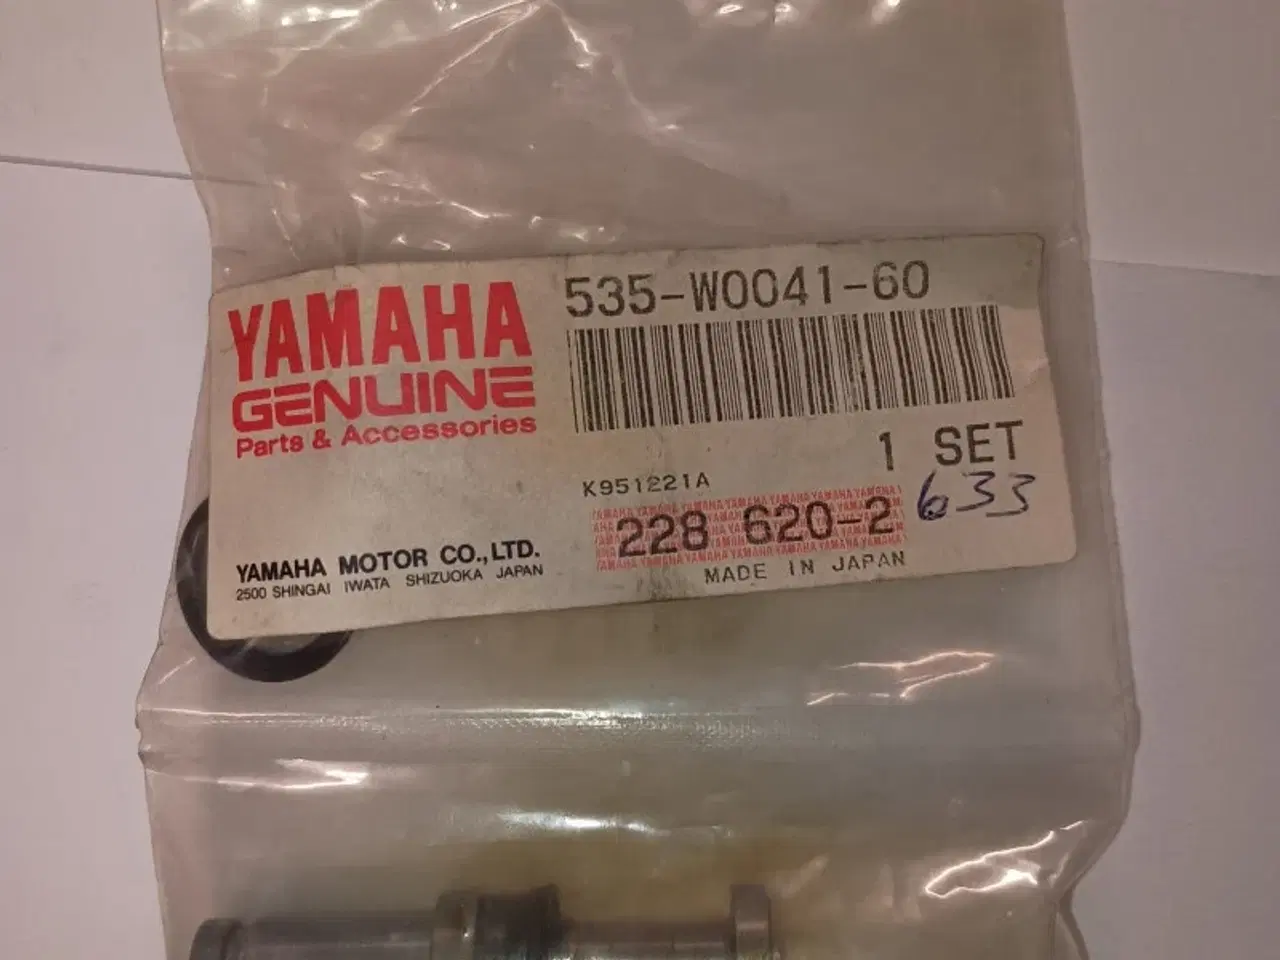 YAMAHA
GENUINE
Parts & Accessories
535-W0041-60
1 SET
K951221A
633
228 620-2
YAMAHA MOTOR CO.,LTD.
2500 SHINGAI IWATA SHIZUOKA JAPAN
MADE IN JAPAN